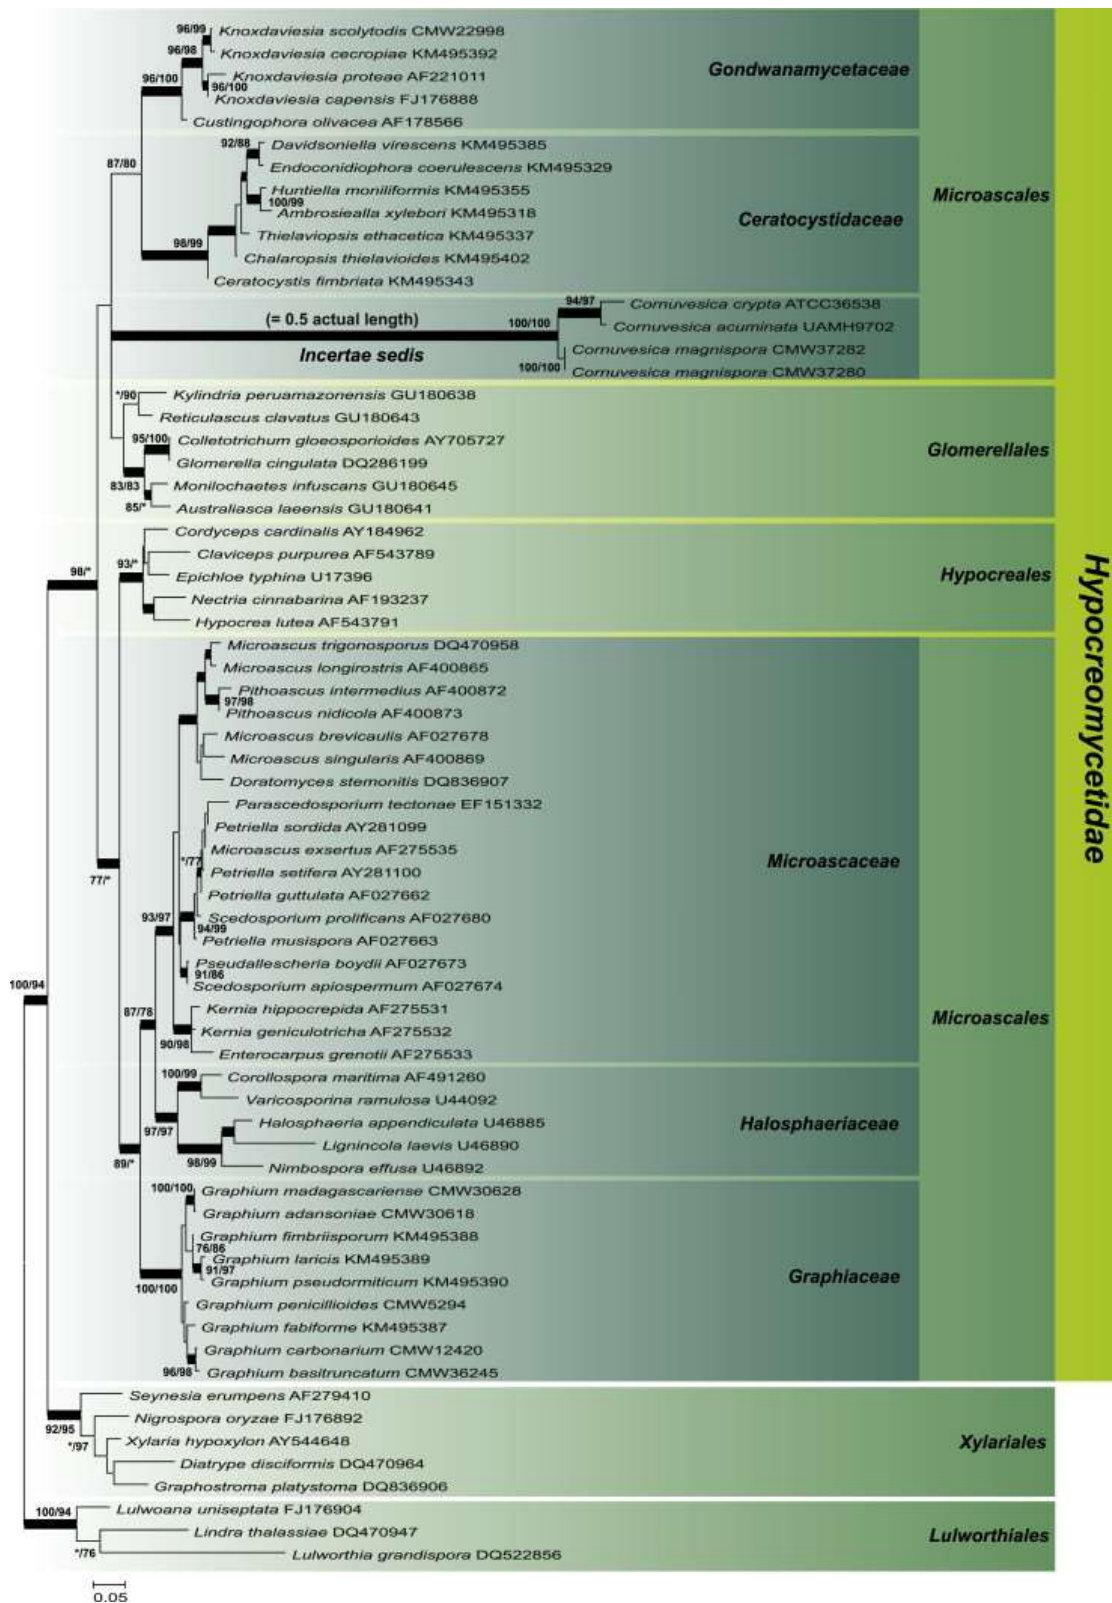 96/99
Knoxdaviesia scolytodis CMW22998
96/98
Knoxdaviesia cecropiae KM495392
Gondwanamycetaceae
96/100
Knoxdaviesia proteae AF221011
96/100
Knoxdaviesia capensis FJ176888
Custingophora olivacea AF178566
92/88
Davidsoniella virescens KM495385
87/80
Endoconidiophora coerulescens KM495329
Huntiella moniliformis KM495355
Microascales
100/99
Ambrosiealla xylebori KM495318
Ceratocystidaceae
Thielaviopsis ethacetica KM495337
98/99
Chalaropsis thielavioides KM495402
Ceratocystis fimbriata KM495343
94/97
Cornuvesica crypta ATCC36538
(= 0.5 actual length)
100/100
Cornuvesica acuminata UAMH9702
Incertae sedis
Cornuvesica magnispora CMW37282
100/100
Cornuvesica magnispora CMW37280
*/90
Kylindria peruamazonensis GU180638
Reticulascus clavatus GU180643
95/100
Colletotrichum gloeosporioides AY705727
Glomerellales
Glomerella cingulata DQ286199
83/83
Monilochaetes infuscans GU180645
85/*
Australiasca laeensis GU180641
Cordyceps cardinalis AY184962
93/*
Claviceps purpurea AF543789
98/*
Epichloe typhina U17396
Hypocreales
Nectria cinnabarina AF193237
Hypocrea lutea AF543791
Hypocreomycetidae
Microascus trigonosporus DQ470958
Microascus longirostris AF400865
Pithoascus intermedius AF400872
97/98
Pithoascus nidicola AF400873
Microascus brevicaulis AF027678
Microascus singularis AF400869
Doratomyces stemonitis DQ836907
Parascedosporium tectonae EF151332
Petriella sordida AY281099
Microascus exsertus AF275535
*/77
Microascaceae
Petriella setifera AY281100
77/*
Petriella guttulata AF027662
93/97
Scedosporium prolificans AF027680
94/99
Petriella musispora AF027663
Pseudallescheria boydii AF027673
91/86
100/94
Scedosporium apiospermum AF027674
87/78
Kernia hippocrepida AF275531
Microascales
Kernia geniculotricha AF275532
90/98
Enterocarpus grenotii AF275533
100/99
Corollospora maritima AF491260
Varicosporina ramulosa U44092
97/97
Halosphaeria appendiculata U46885
Halosphaeriaceae
Lignincola laevis U46890
89/*
98/99
Nimbospora effusa U46892
100/100
Graphium madagascariense CMW30628
Graphium adansoniae CMW30618
Graphium fimbriisporum KM495388
76/86
Graphium laricis KM495389
91/97
Graphium pseudormiticum KM495390
Graphiaceae
100/100
Graphium penicillioides CMW5294
Graphium fabiforme KM495387
Graphium carbonarium CMW12420
96/98
Graphium basitruncatum CMW36245
Seynesia erumpens AF279410
Nigrospora oryzae FJ176892
92/95
*/97
Xylaria hypoxylon AY544648
Xylariales
Diatrype disciformis DQ470964
Graphostroma platystoma DQ836906
100/94
Lulwoana uniseptata FJ176904
Lindra thalassiae DQ470947
Lulworthiales
*/76
Lulworthia grandispora DQ522856
0.05